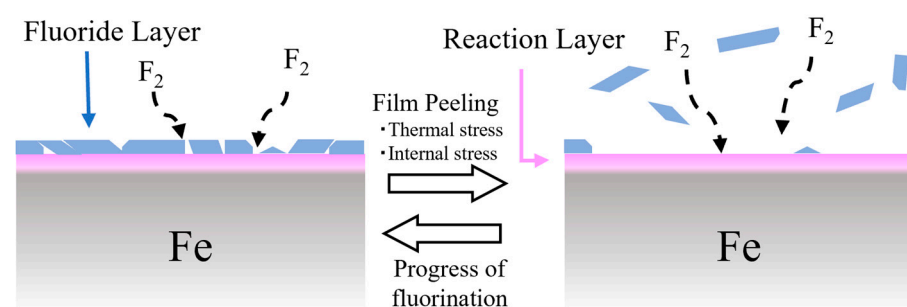 Fluoride Layer
F₂
F₂
Fe
Film Peeling
・Thermal stress
・Internal stress
Progress of
fluorination
Reaction Layer
F₂
F₂
Fe